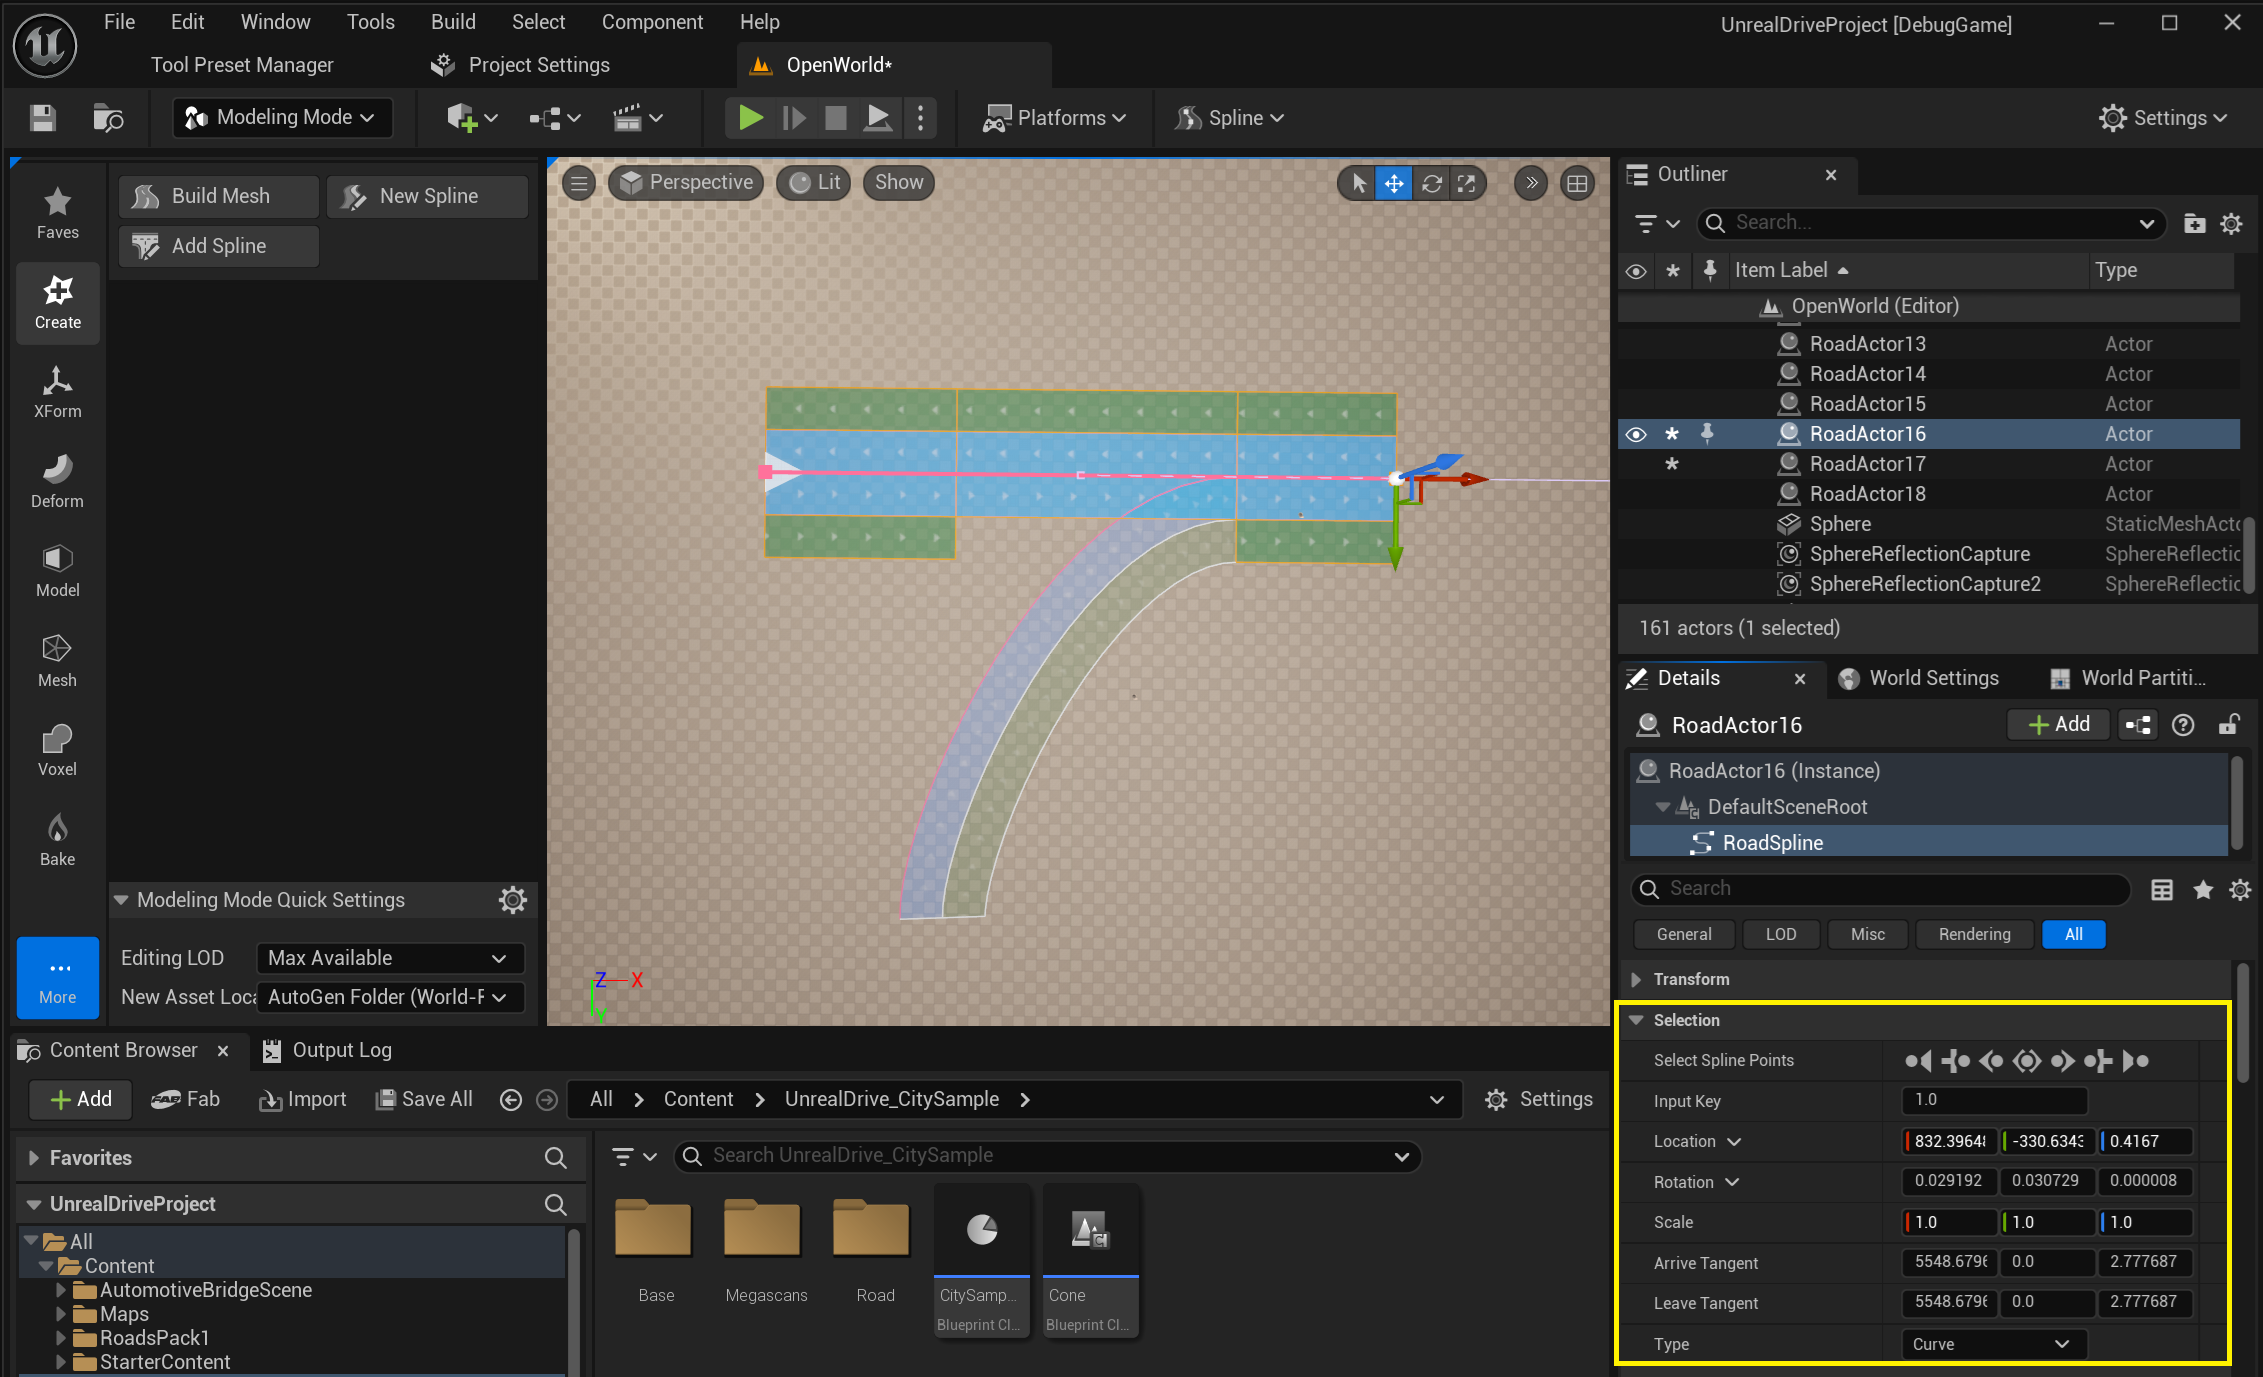 File Edit Window Tools Build Select Component Help
UnrealDriveProject [DebugGame]
Tool Preset Manager
Project Settings
OpenWorld*
Modeling Mode
Platforms
Spline
Settings
Faves
Create
XForm
Deform
Model
Mesh
Voxel
Bake
More
Build Mesh
New Spline
Add Spline
Modeling Mode Quick Settings
Editing LOD
Max Available
New Asset Loca
AutoGen Folder (World-F
Perspective
Lit
Show
Z X
Y
Outliner
Search...
Item Label
Type
OpenWorld (Editor)
RoadActor13 Actor
RoadActor14 Actor
RoadActor15 Actor
RoadActor16 Actor
RoadActor17 Actor
RoadActor18 Actor
Sphere StaticMeshActo
SphereReflectionCapture SphereReflectic
SphereReflectionCapture2 SphereReflectic
161 actors (1 selected)
Details
World Settings
World Partiti...
RoadActor16
Add
RoadActor16 (Instance)
DefaultSceneRoot
RoadSpline
Search
General LOD Misc Rendering All
Transform
Selection
Select Spline Points
Input Key 1.0
Location 832.3964 -330.6343 0.4167
Rotation 0.029192 0.030729 0.000008
Scale 1.0 1.0 1.0
Arrive Tangent 5548.679 0.0 2.777687
Leave Tangent 5548.679 0.0 2.777687
Type Curve
Content Browser
Output Log
Add
Fab
Import
Save All
All > Content > UnrealDrive_CitySample >
Settings
Favorites
UnrealDriveProject
All
Content
AutomotiveBridgeScene
Maps
RoadsPack1
StarterContent
Search UnrealDrive_CitySample
Base
Megascans
Road
CitySamp...
Blueprint Cl...
Cone
Blueprint Cl...